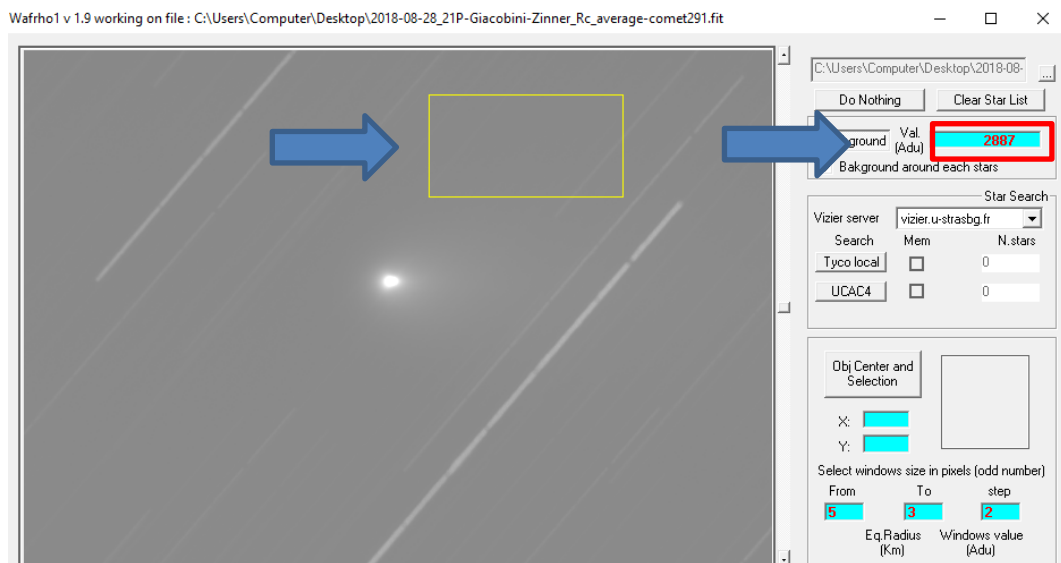 Wafrho1 v 1.9 working on file : C:\Users\Computer\Desktop\2018-08-28_21P-Giacobini-Zinner_Rc_average-comet291.fit
C:\Users\Computer\Desktop\2018-08-
...
Do Nothing Clear Star List
ground Val. (Adu) 2887
Bakground around each stars
Star Search
Vizier server vizier.u-strasbg.fr
Search Mem N.stars
Tyco local 0
UCAC4 0
Obj Center and
Selection
X:
Y:
Select windows size in pixels (odd number)
From To step
5 3 2
Eq.Radius Windows value
(Km) (Adu)